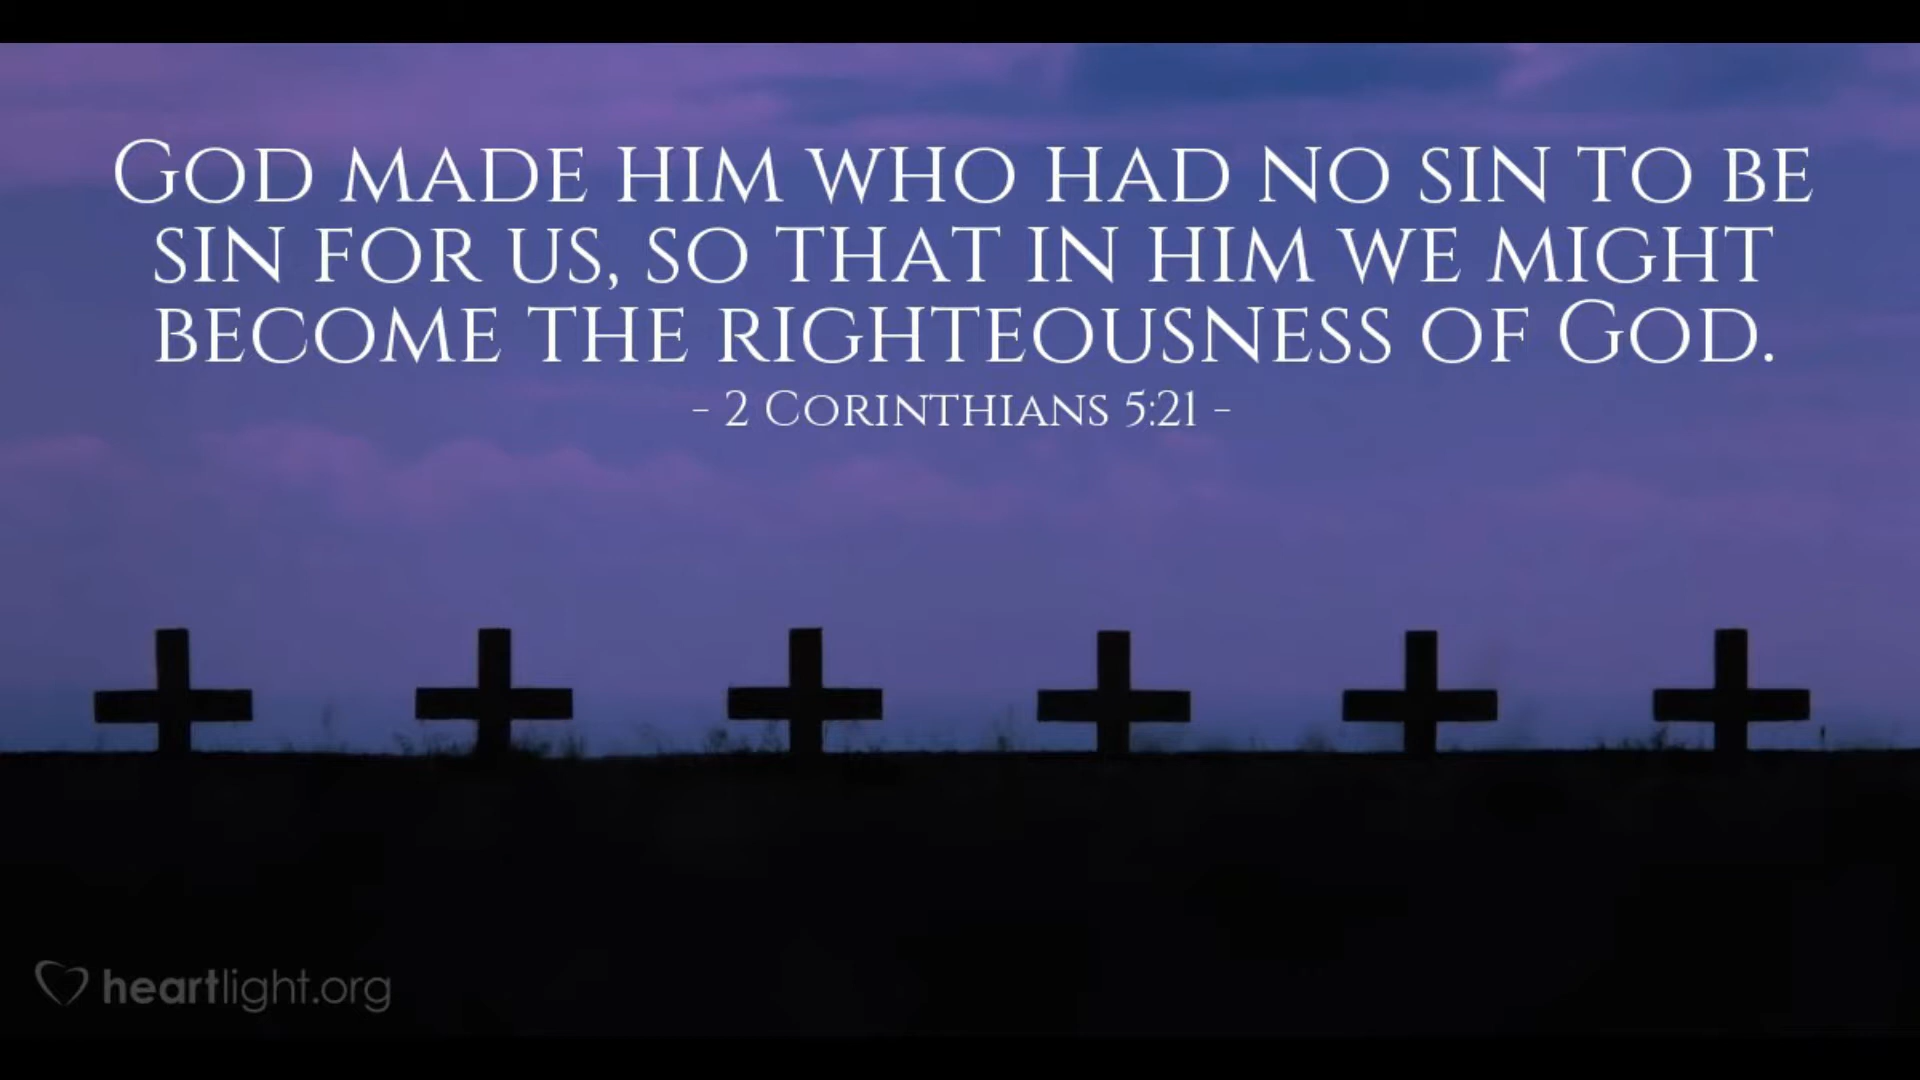 God made him who had no sin to be
sin for us, so that in him we might
become the righteousness of God.
- 2 Corinthians 5:21 -
heartlight.org